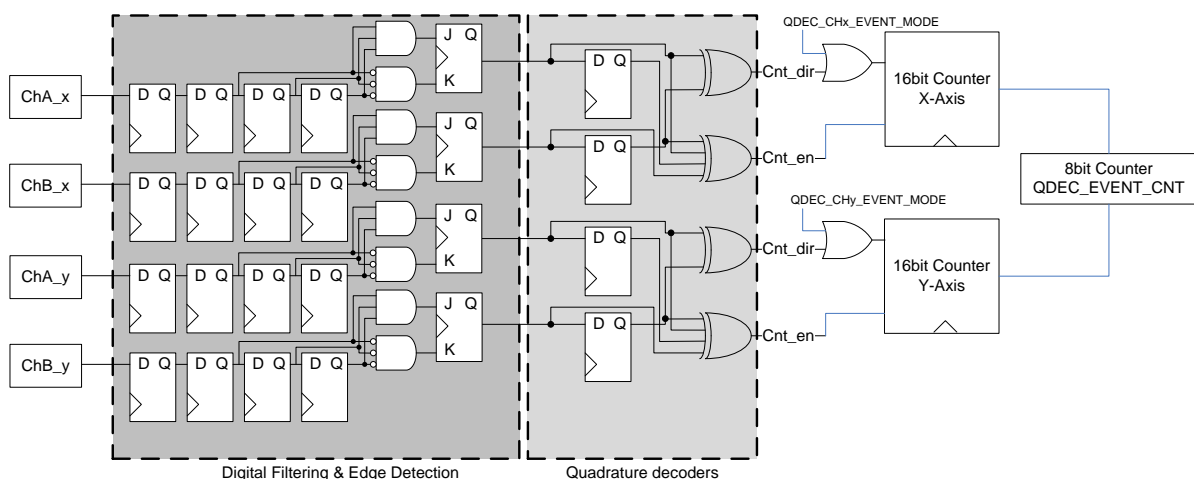 QDEC_CHx_EVENT_MODE
J Q
K
ChA_x
D Q
D Q
D Q
D Q
D Q
Cnt_dir
16bit Counter
X-Axis
J Q
K
ChB_x
D Q
D Q
D Q
D Q
D Q
Cnt_en
8bit Counter
QDEC_EVENT_CNT
QDEC_CHy_EVENT_MODE
J Q
K
ChA_y
D Q
D Q
D Q
D Q
D Q
Cnt_dir
16bit Counter
Y-Axis
J Q
K
ChB_y
D Q
D Q
D Q
D Q
D Q
Cnt_en
Digital Filtering & Edge Detection
Quadrature decoders